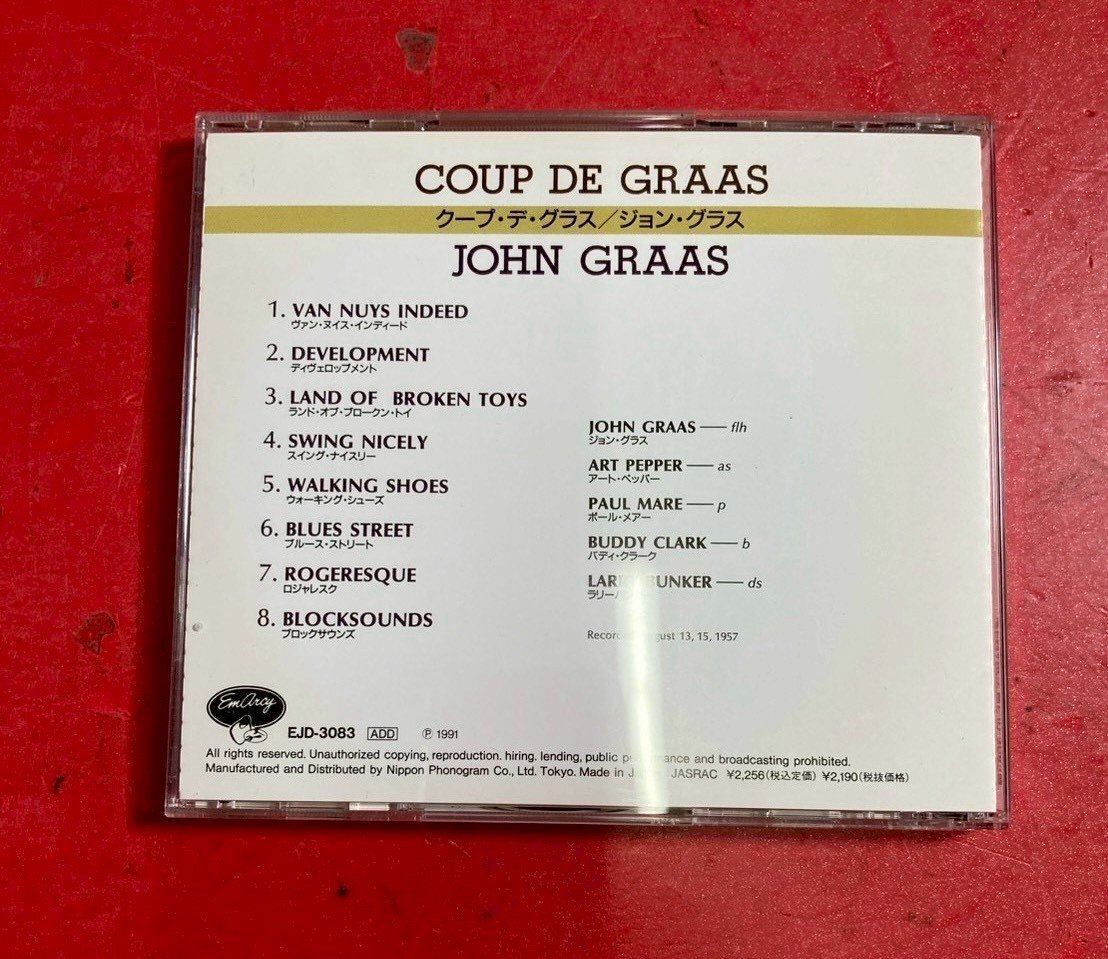 COUP DE GRAAS
クープ・デ・グラス／ジョン・グラス
JOHN GRAAS
1. VAN NUYS INDEED
ヴァン・ヌイス・インディード
2. DEVELOPMENT
ディヴェロップメント
3. LAND OF BROKEN TOYS
ランド・オブ・ブロークン・トイ
4. SWING NICELY
スイング・ナイスリー
5. WALKING SHOES
ウォーキング・シューズ
6. BLUES STREET
ブルース・ストリート
7. ROGERESQUE
ロジャレスク
8. BLOCKSOUNDS
ブロックサウンズ
JOHN GRAAS — flh
ジョン・グラス
ART PEPPER — as
アート・ペッパー
PAUL MARE — p
ポール・メアー
BUDDY CLARK — b
バディ・クラーク
BUNKER — ds
ラリー
13, 15, 1957
EmArcy
EJD-3083 ADD ℗ 1991
All rights reserved. Unauthorized copying, reproduction. hiring. lending, public and broadcasting prohibited.
Manufactured and Distributed by Nippon Phonogram Co., Ltd. Tokyo. Made in JASRAC ¥2,256(税込定価) ¥2,190(税抜価格)